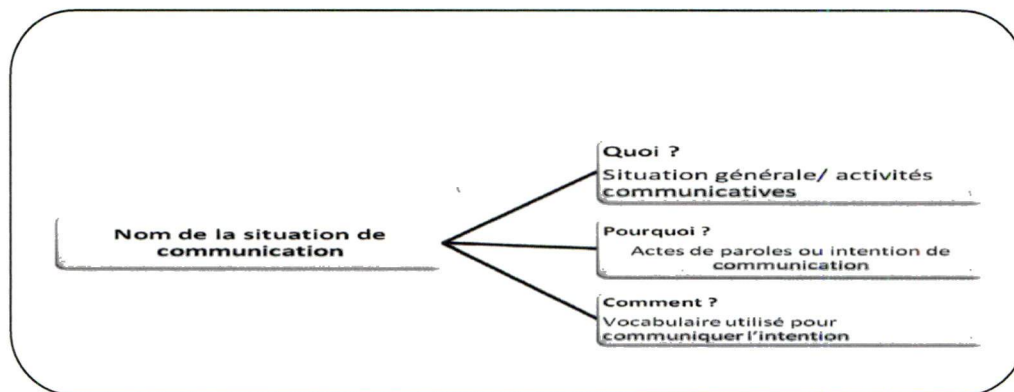 Quoi ?
Situation générale/ activités
communicatives
Nom de la situation de
communication
Pourquoi ?
Actes de paroles ou intention de
communication
Comment ?
Vocabulaire utilisé pour
communiquer l'intention